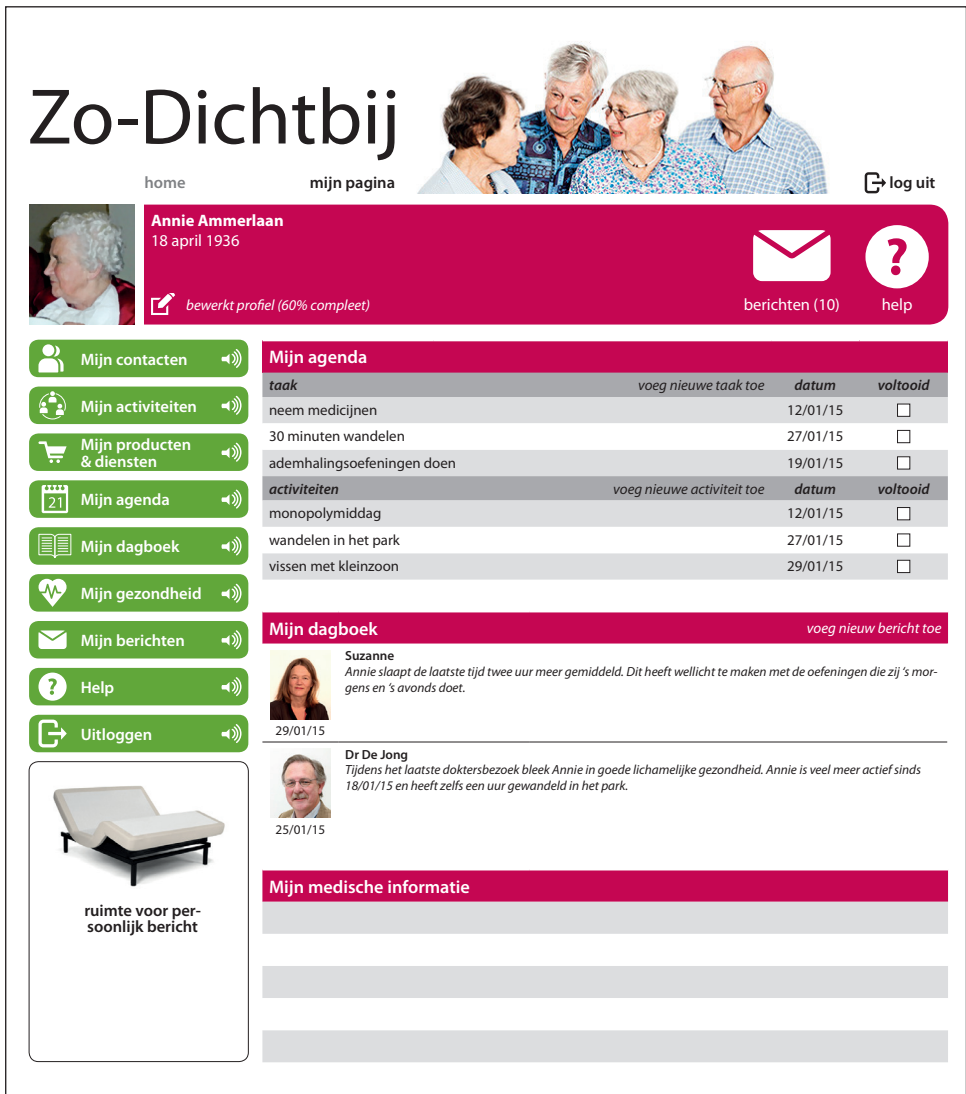 Zo-Dichtbij
home mijn pagina log uit
Annie Ammerlaan
18 april 1936
bewerkt profiel (60% compleet)
berichten (10) help
Mijn contacten
Mijn activiteiten
Mijn producten
& diensten
21 Mijn agenda
Mijn dagboek
Mijn gezondheid
Mijn berichten
? Help
Uitloggen
ruimte voor per-
soonlijk bericht
Mijn agenda
taak voeg nieuwe taak toe datum voltooid
neem medicijnen 12/01/15
30 minuten wandelen 27/01/15
ademhalingsoefeningen doen 19/01/15
activiteiten voeg nieuwe activiteit toe datum voltooid
monopolymiddag 12/01/15
wandelen in het park 27/01/15
vissen met kleinzoon 29/01/15
Mijn dagboek voeg nieuw bericht toe
Suzanne
Annie slaapt de laatste tijd twee uur meer gemiddeld. Dit heeft wellicht te maken met de oefeningen die zij ‘s mor-
gens en ‘s avonds doet.
29/01/15
Dr De Jong
Tijdens het laatste doktersbezoek bleek Annie in goede lichamelijke gezondheid. Annie is veel meer actief sinds
18/01/15 en heeft zelfs een uur gewandeld in het park.
25/01/15
Mijn medische informatie